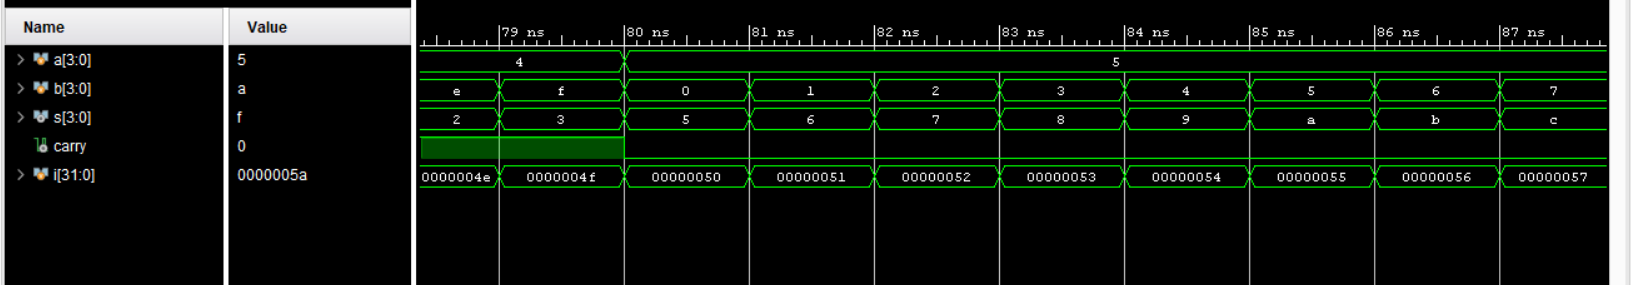 Name Value 79 ns 80 ns 81 ns 82 ns 83 ns 84 ns 85 ns 86 ns 87 ns
a[3:0] 5 4 5
b[3:0] a e f 0 1 2 3 4 5 6 7
s[3:0] f 2 3 5 6 7 8 9 a b c
carry 0
i[31:0] 0000005a 0000004e 0000004f 00000050 00000051 00000052 00000053 00000054 00000055 00000056 00000057